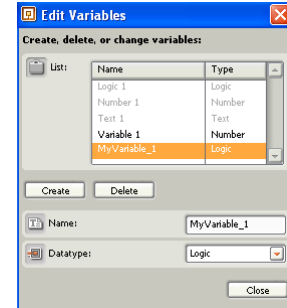 Edit Variables
Create, delete, or change variables:
List:
Name Type
Logic 1 Logic
Number 1 Number
Text 1 Text
Variable 1 Number
MyVariable_1 Logic
Create Delete
Name: MyVariable_1
Datatype: Logic
Close